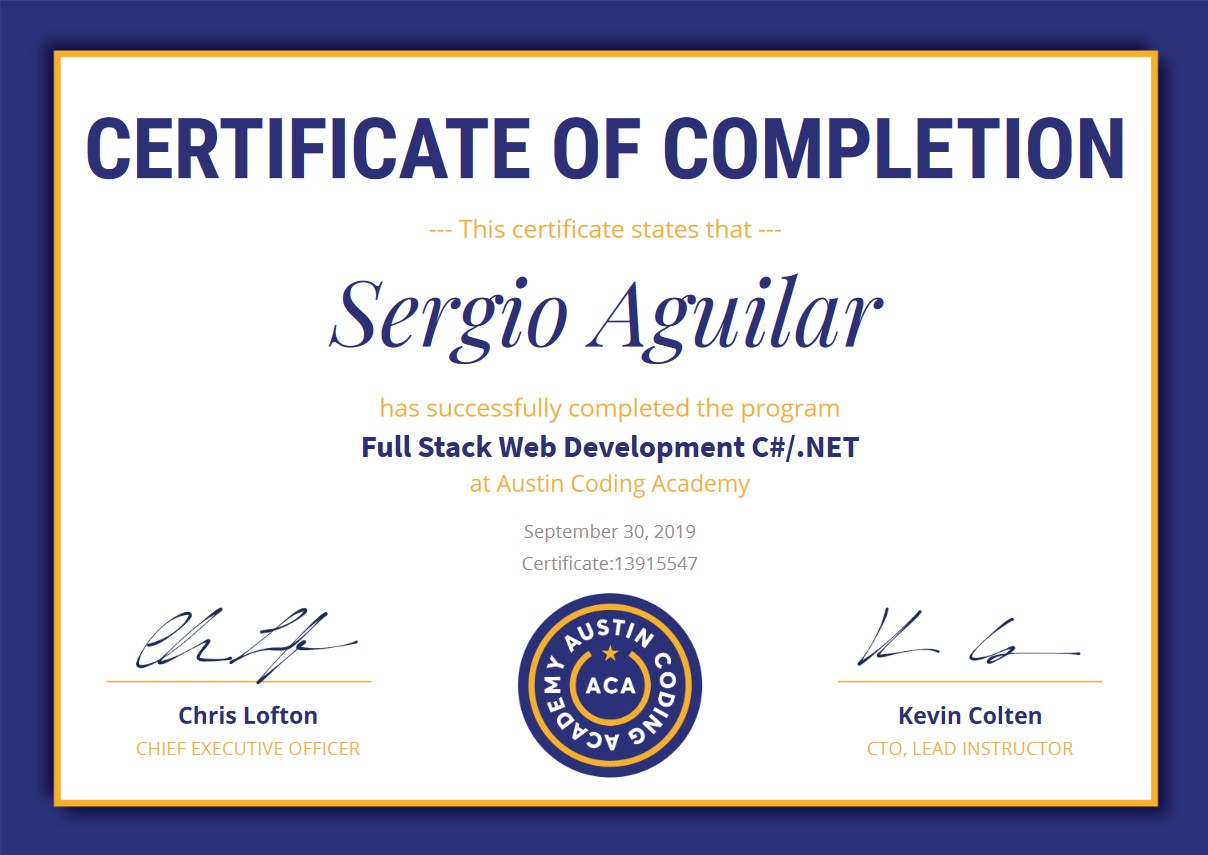 CERTIFICATE OF COMPLETION
--- This certificate states that ---
Sergio Aguilar
has successfully completed the program
Full Stack Web Development C#/.NET
at Austin Coding Academy
September 30, 2019
Certificate:13915547
AUSTIN CODING ACADEMY
ACA
Chris Lofton
CHIEF EXECUTIVE OFFICER
Kevin Colten
CTO, LEAD INSTRUCTOR